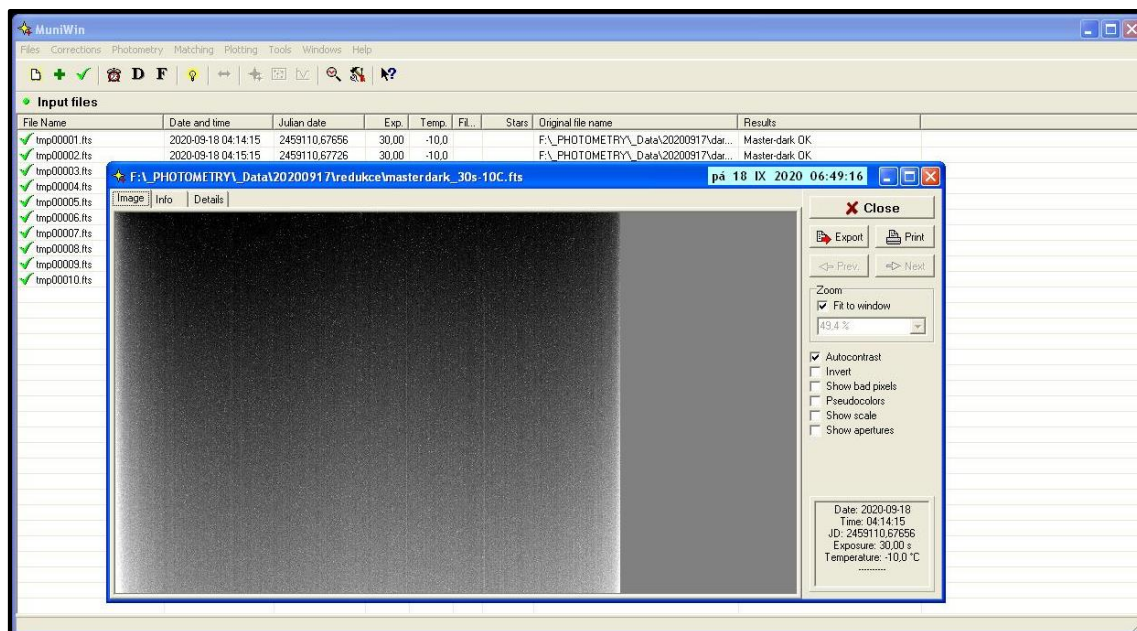 MuniWin
Files Corrections Photometry Matching Plotting Tools Windows Help
D F
Input files
File Name Date and time Julian date Exp. Temp. Fil... Stars Original file name Results
tmp00001.fts 2020-09-18 04:14:15 2459110,67656 30,00 -10,0 F:\_PHOTOMETRY\_Data\20200917\dar... Master-dark OK
tmp00002.fts 2020-09-18 04:15:15 2459110,67726 30,00 -10,0 F:\_PHOTOMETRY\_Data\20200917\dar... Master-dark OK
tmp00003.fts
tmp00004.fts
tmp00005.fts
tmp00006.fts
tmp00007.fts
tmp00008.fts
tmp00009.fts
tmp00010.fts
F:\_PHOTOMETRY\_Data\20200917\redukce\masterdark_30s-10C.fts pá 18 IX 2020 06:49:16
Image Info Details
Close
Export Print
Prev. Next
Zoom
Fit to window
49,4 %
Autocontrast
Invert
Show bad pixels
Pseudocolors
Show scale
Show apertures
Date: 2020-09-18
Time: 04:14:15
JD: 2459110,67656
Exposure: 30,00 s
Temperature: -10,0 °C
----------